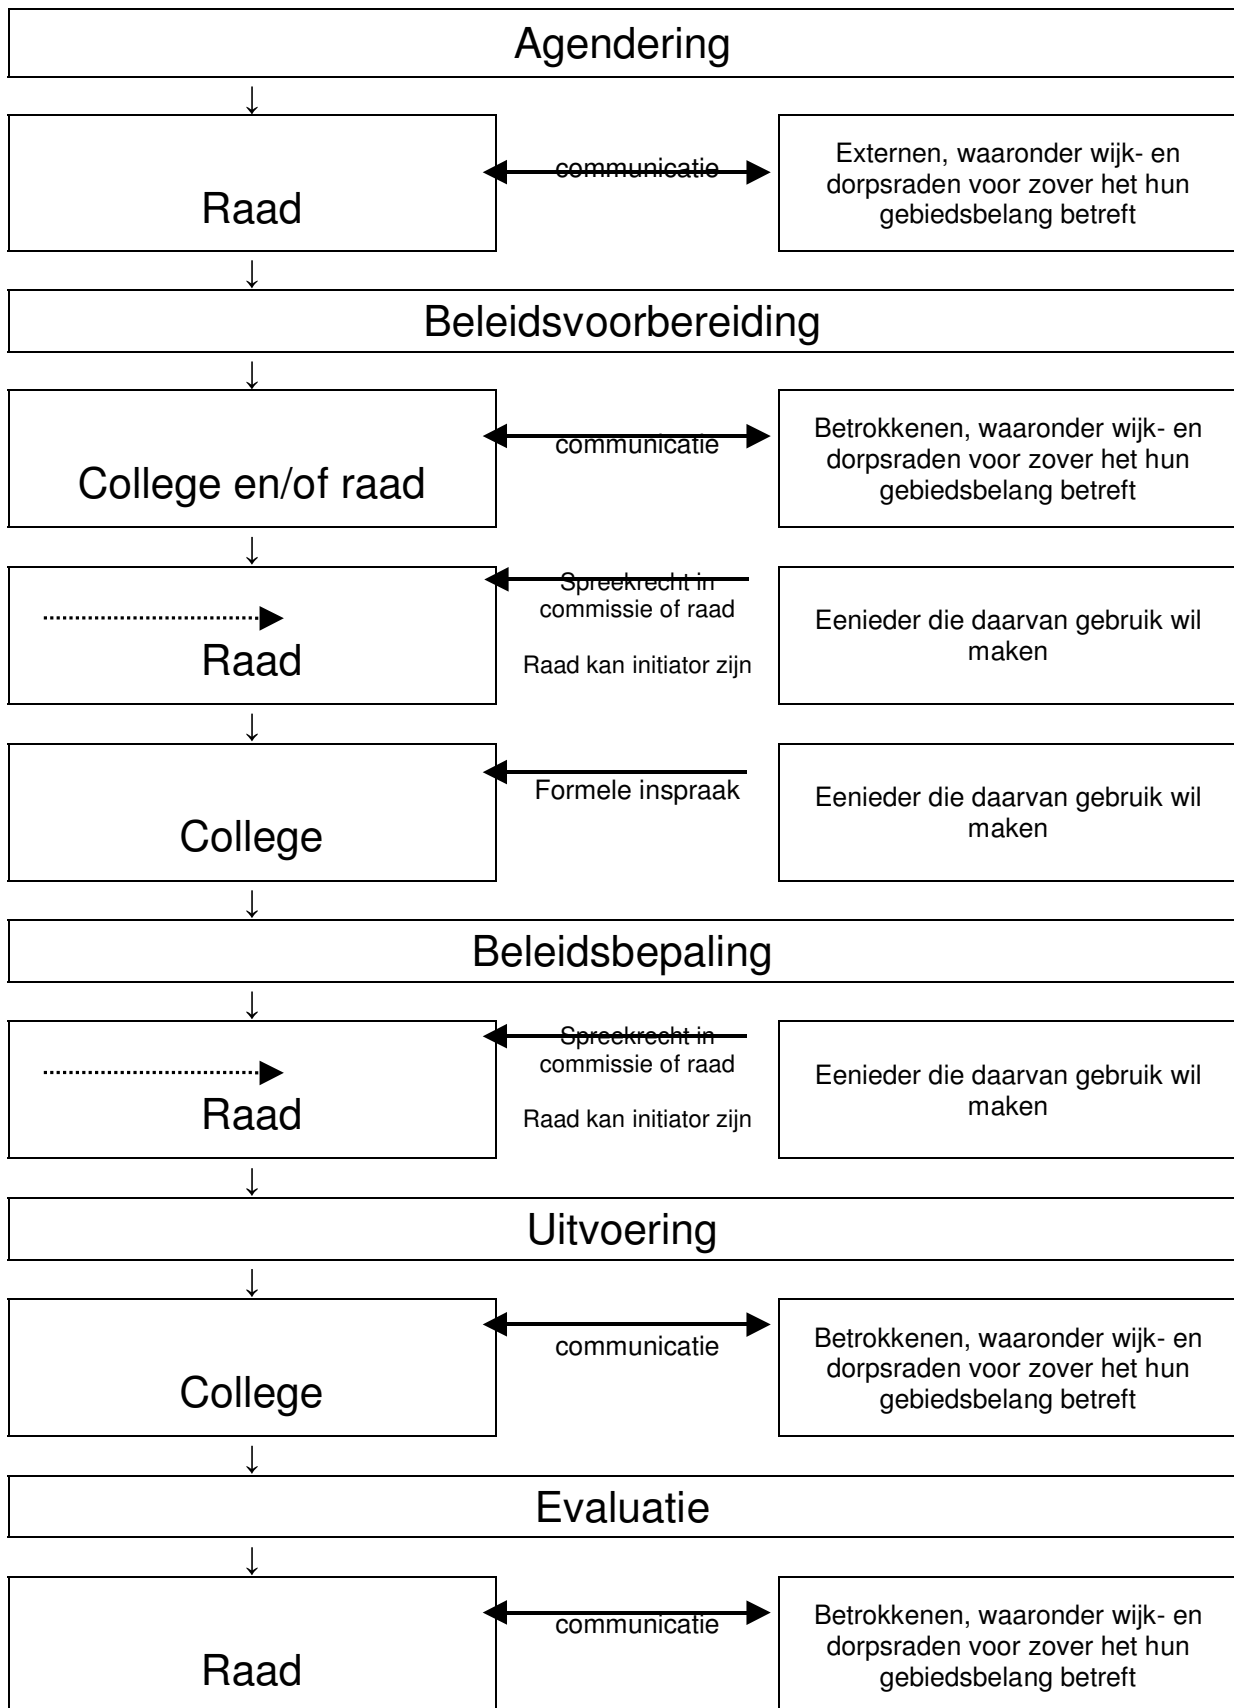 Agendering
↓
Raad
communicatie
Externen, waaronder wijk- en
dorpsraden voor zover het hun
gebiedsbelang betreft
↓
Beleidsvoorbereiding
↓
College en/of raad
communicatie
Betrokkenen, waaronder wijk- en
dorpsraden voor zover het hun
gebiedsbelang betreft
↓
Raad
Spreekrecht in
commissie of raad
Raad kan initiator zijn
Eenieder die daarvan gebruik wil
maken
↓
College
Formele inspraak
Eenieder die daarvan gebruik wil
maken
↓
Beleidsbepaling
↓
Raad
Spreekrecht in
commissie of raad
Raad kan initiator zijn
Eenieder die daarvan gebruik wil
maken
↓
Uitvoering
↓
College
communicatie
Betrokkenen, waaronder wijk- en
dorpsraden voor zover het hun
gebiedsbelang betreft
↓
Evaluatie
↓
Raad
communicatie
Betrokkenen, waaronder wijk- en
dorpsraden voor zover het hun
gebiedsbelang betreft